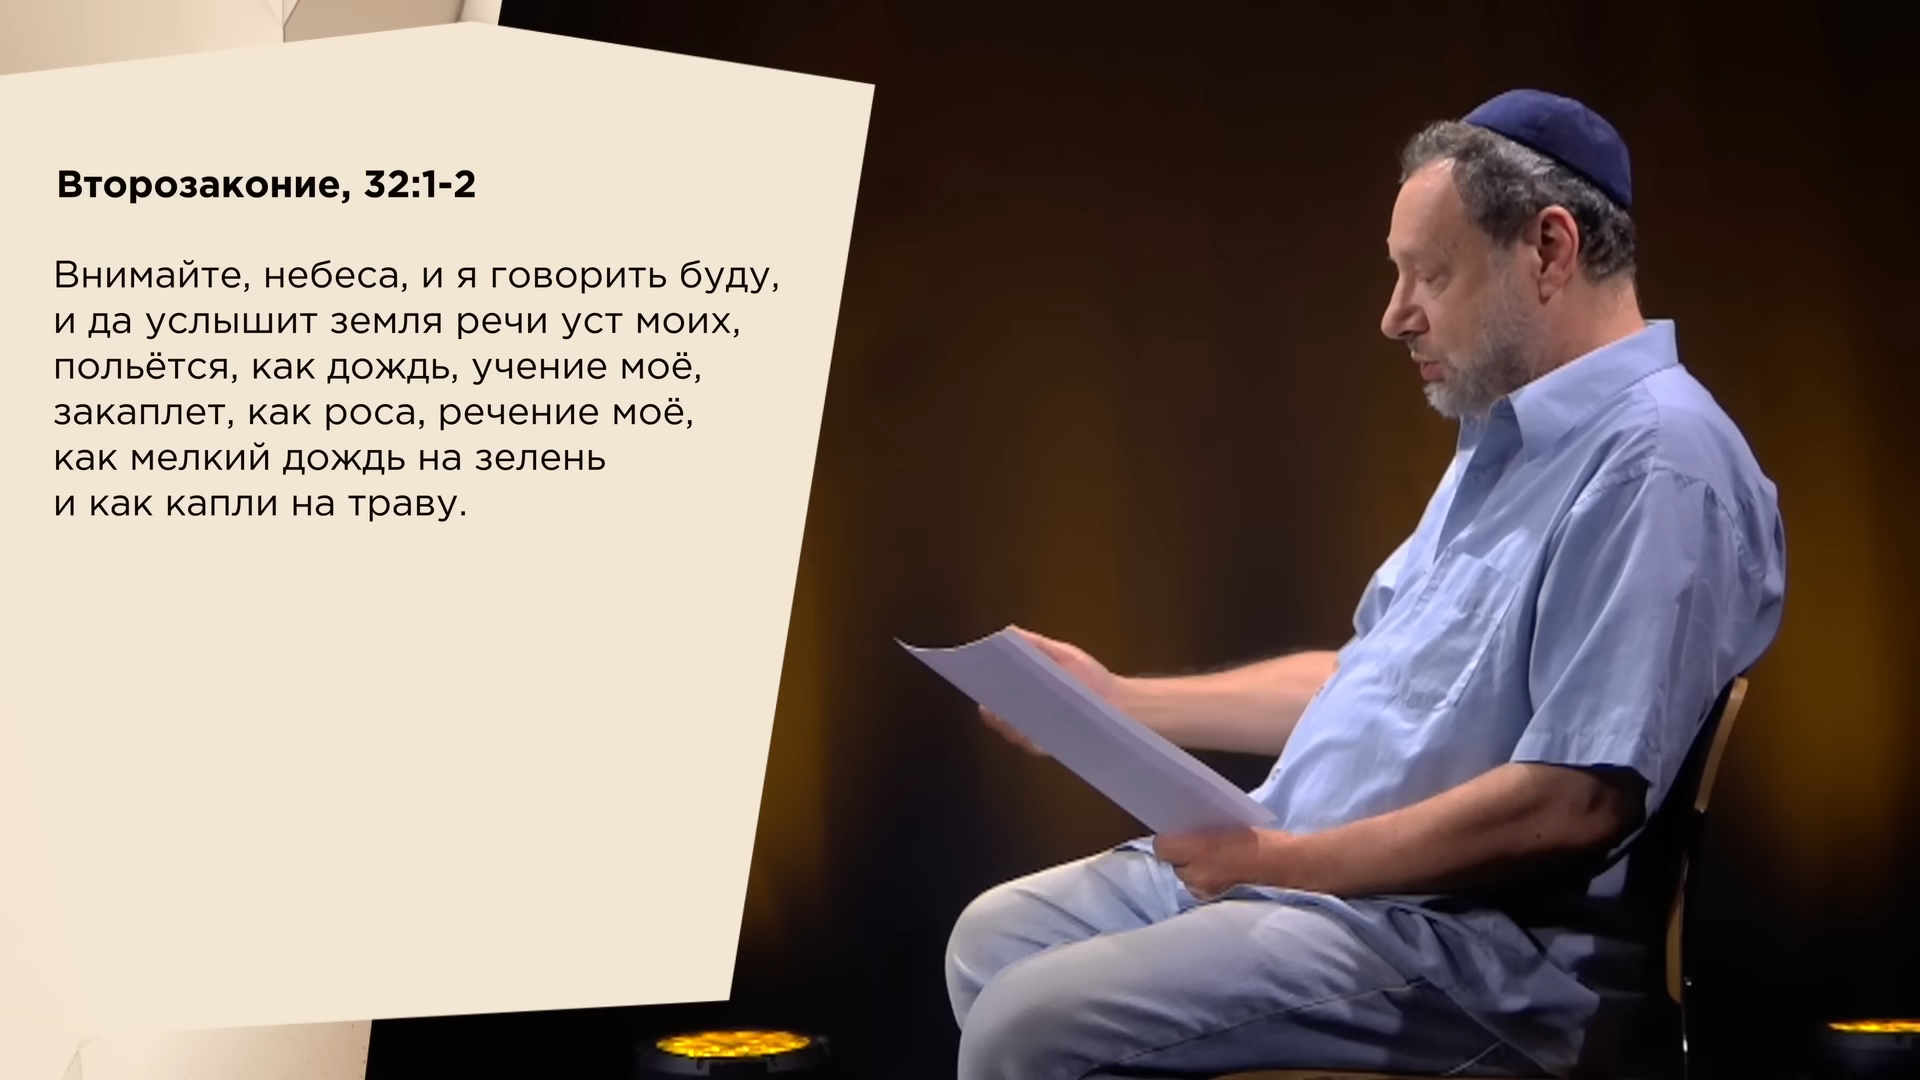 Второзаконие, 32:1-2
Внимайте, небеса, и я говорить буду,
и да услышит земля речи уст моих,
польётся, как дождь, учение моё,
закаплет, как роса, речение моё,
как мелкий дождь на зелень
и как капли на траву.